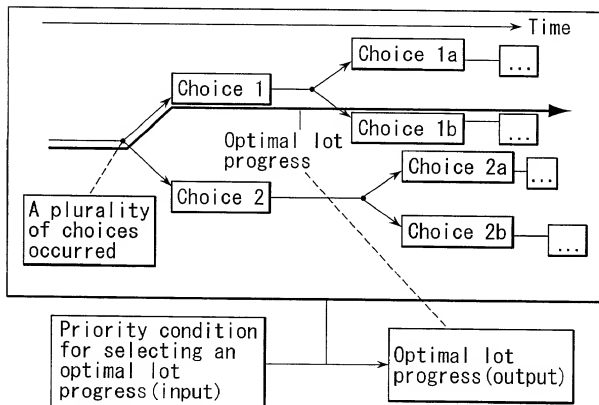 Time
Choice 1a
...
Choice 1
Choice 1b
...
Optimal lot
progress
Choice 2a
...
Choice 2
A plurality
of choices
occurred
Choice 2b
...
Priority condition
for selecting an
optimal lot
progress(input)
Optimal lot
progress(output)